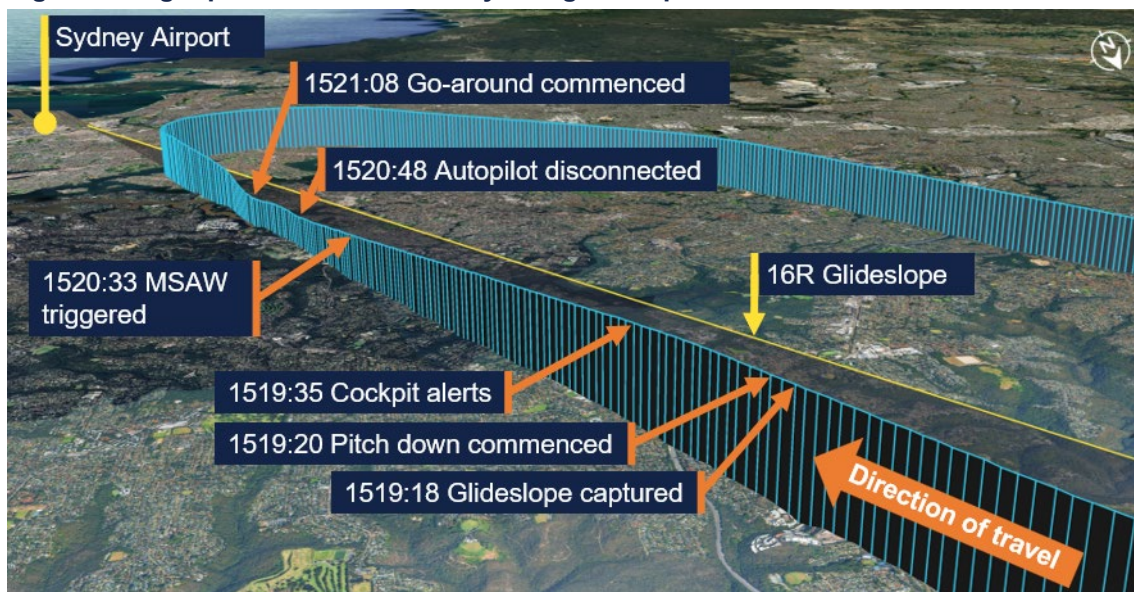 Sydney Airport
1521:08 Go-around commenced
1520:48 Autopilot disconnected
1520:33 MSAW
triggered
16R Glideslope
1519:35 Cockpit alerts
1519:20 Pitch down commenced
1519:18 Glideslope captured
Direction of travel
N